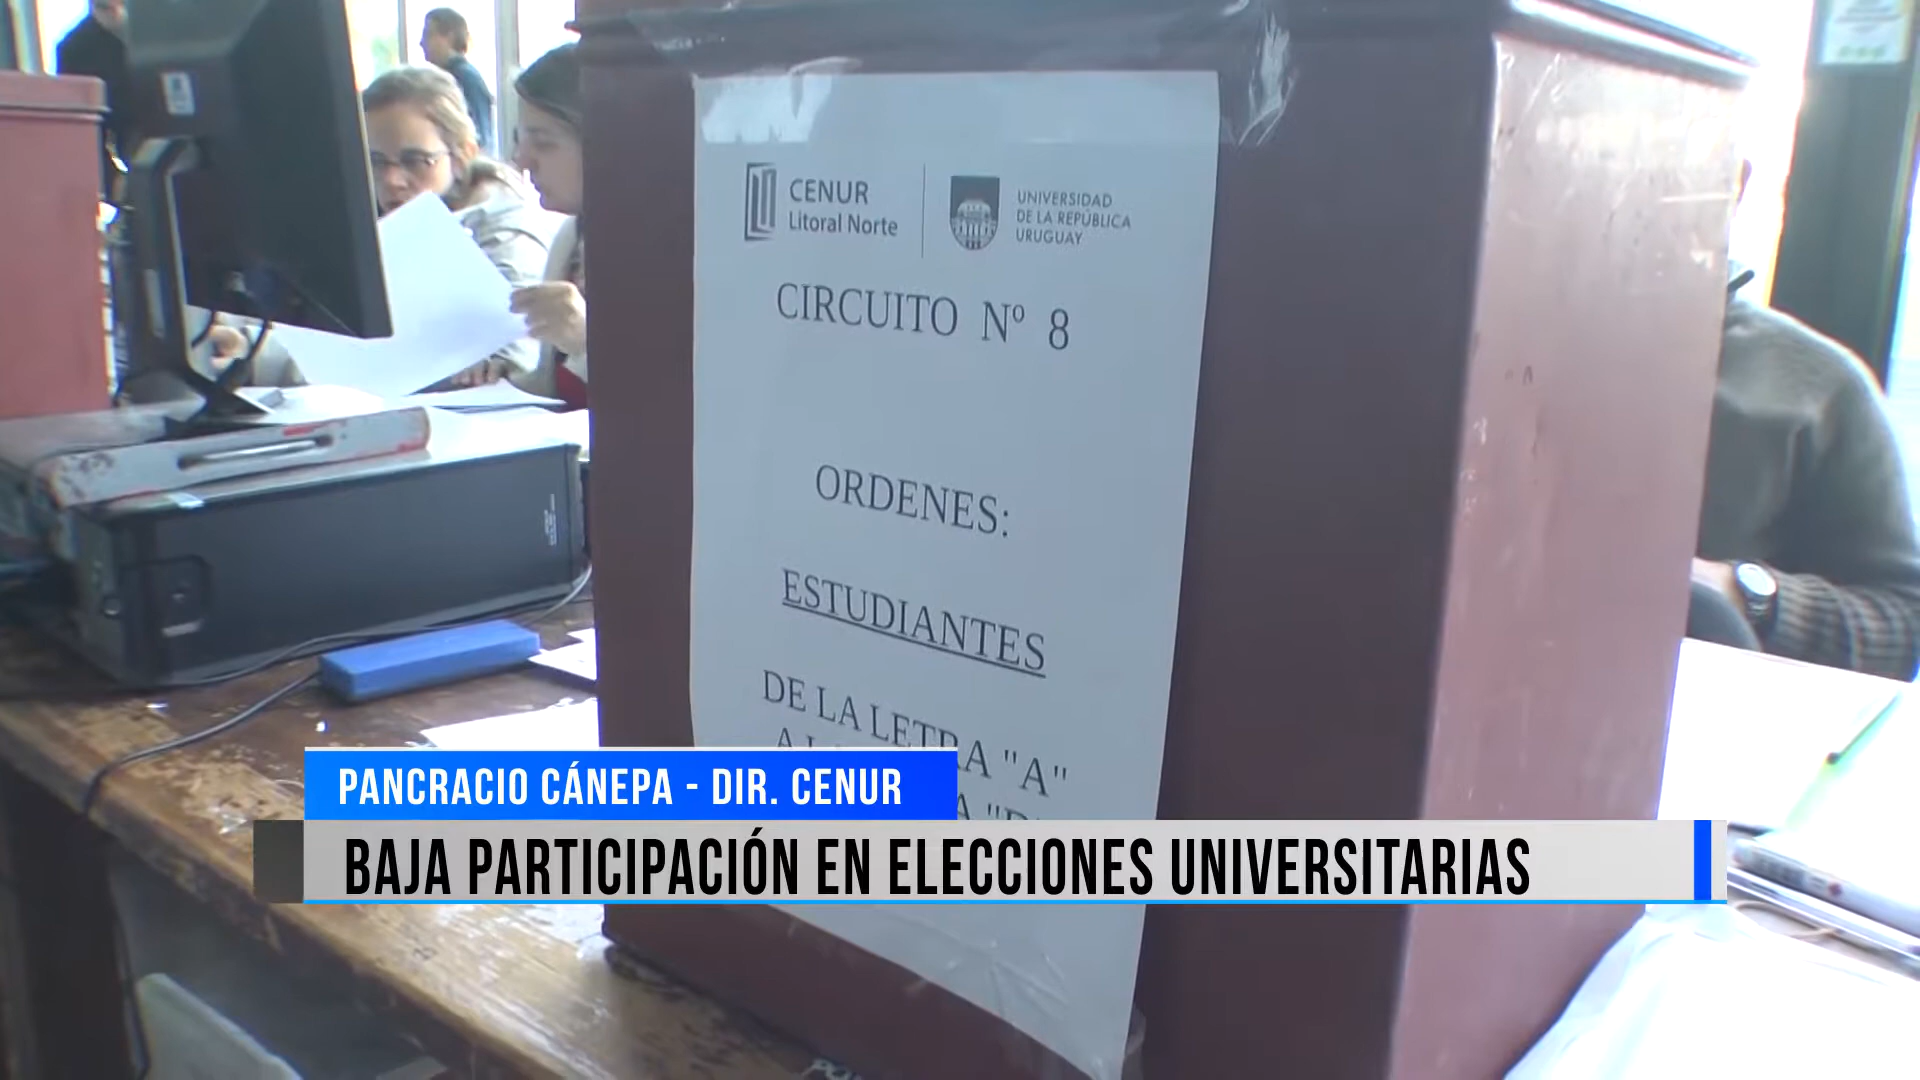 CENUR
Litoral Norte
UNIVERSIDAD
DE LA REPÚBLICA
URUGUAY
CIRCUITO Nº 8
ORDENES:
ESTUDIANTES
DE LA LETRA "A"
PANCRACIO CÁNEPA - DIR. CENUR
BAJA PARTICIPACIÓN EN ELECCIONES UNIVERSITARIAS